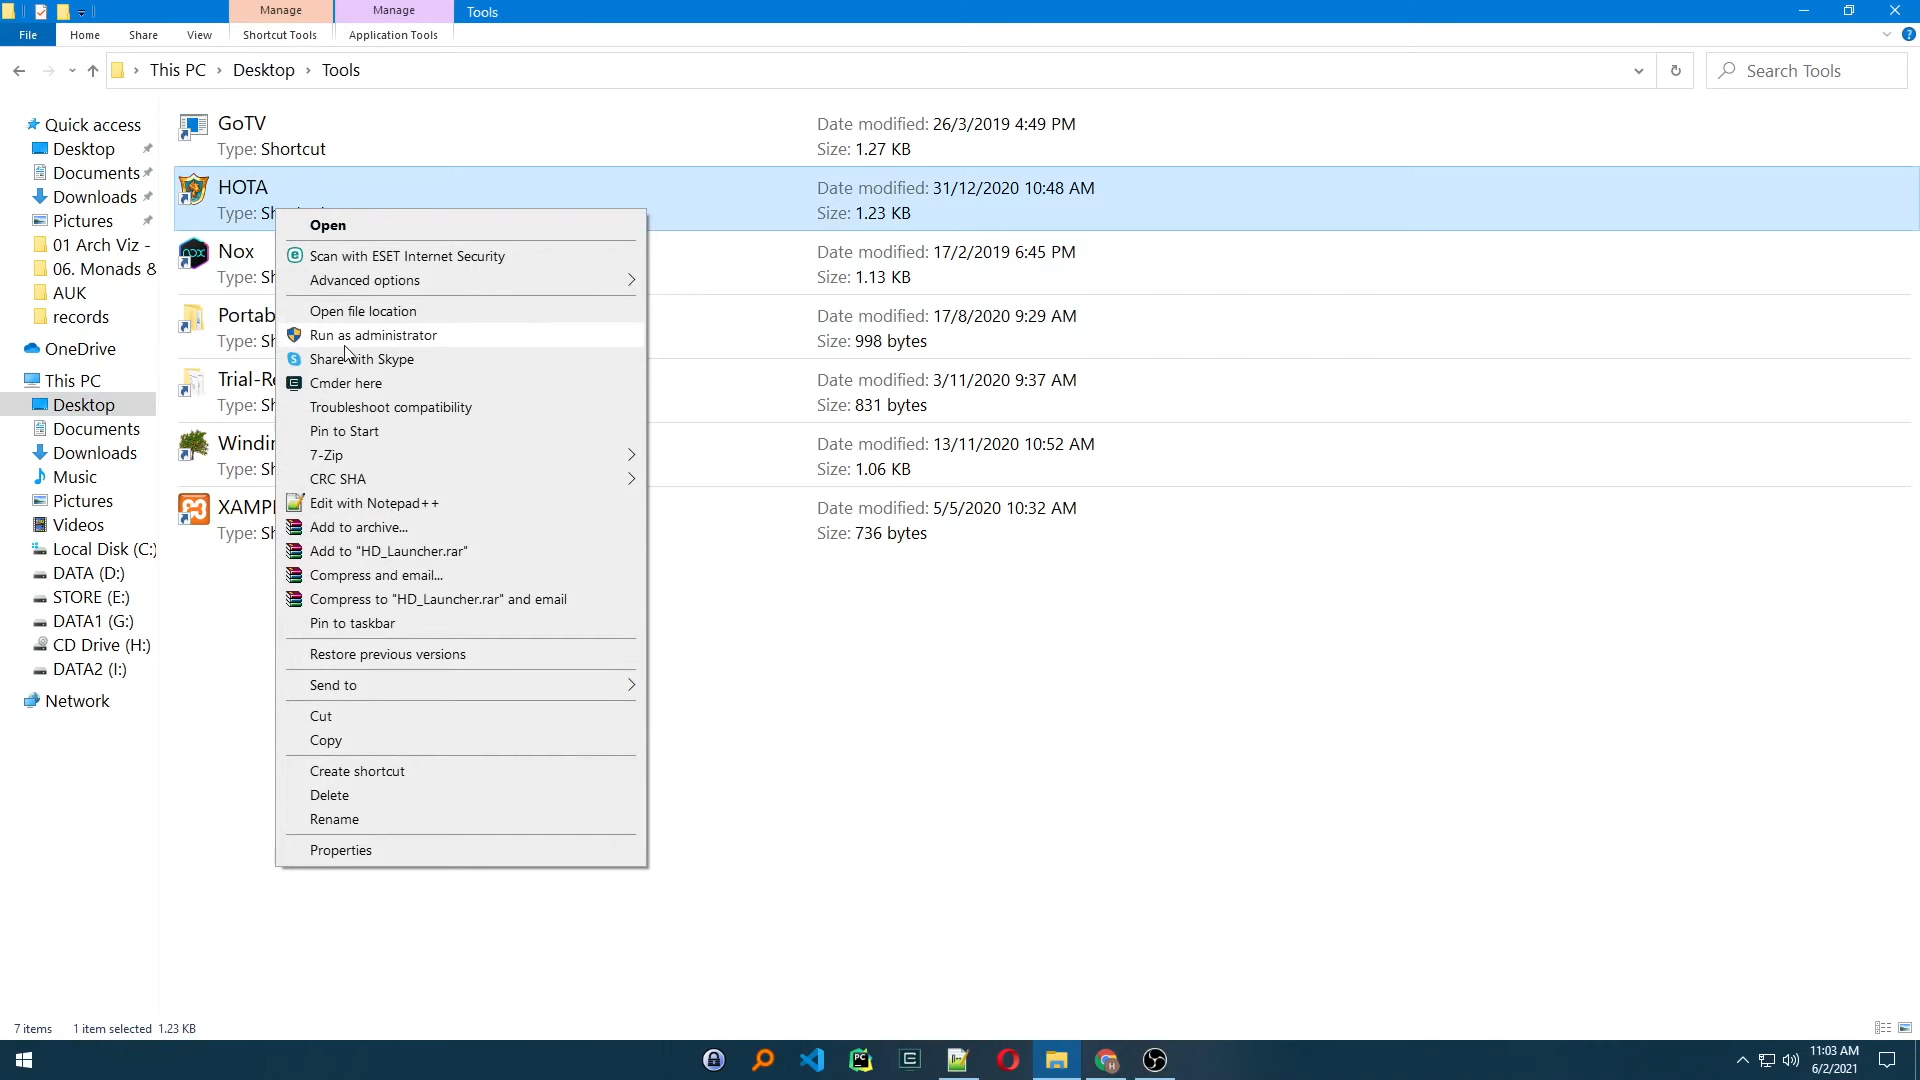 Manage
Manage
Tools
File
Home
Share
View
Shortcut Tools
Application Tools
This PC
Desktop
Tools
Search Tools
Quick access
Desktop
Documents
Downloads
Pictures
01 Arch Viz -
06. Monads &
AUK
records
OneDrive
This PC
Desktop
Documents
Downloads
Music
Pictures
Videos
Local Disk (C:)
DATA (D:)
STORE (E:)
DATA1 (G:)
CD Drive (H:)
DATA2 (I:)
Network
GoTV
Type: Shortcut
Date modified: 26/3/2019 4:49 PM
Size: 1.27 KB
HOTA
Type: Sh
Date modified: 31/12/2020 10:48 AM
Size: 1.23 KB
Nox
Type: Sh
Date modified: 17/2/2019 6:45 PM
Size: 1.13 KB
Portab
Type: Sh
Date modified: 17/8/2020 9:29 AM
Size: 998 bytes
Trial-Re
Type: Sh
Date modified: 3/11/2020 9:37 AM
Size: 831 bytes
Windir
Type: Sh
Date modified: 13/11/2020 10:52 AM
Size: 1.06 KB
XAMPP
Type: Sh
Date modified: 5/5/2020 10:32 AM
Size: 736 bytes
Open
Scan with ESET Internet Security
Advanced options
Open file location
Run as administrator
Share with Skype
Cmder here
Troubleshoot compatibility
Pin to Start
7-Zip
CRC SHA
Edit with Notepad++
Add to archive...
Add to "HD_Launcher.rar"
Compress and email...
Compress to "HD_Launcher.rar" and email
Pin to taskbar
Restore previous versions
Send to
Cut
Copy
Create shortcut
Delete
Rename
Properties
7 items
1 item selected 1.23 KB
11:03 AM
6/2/2021